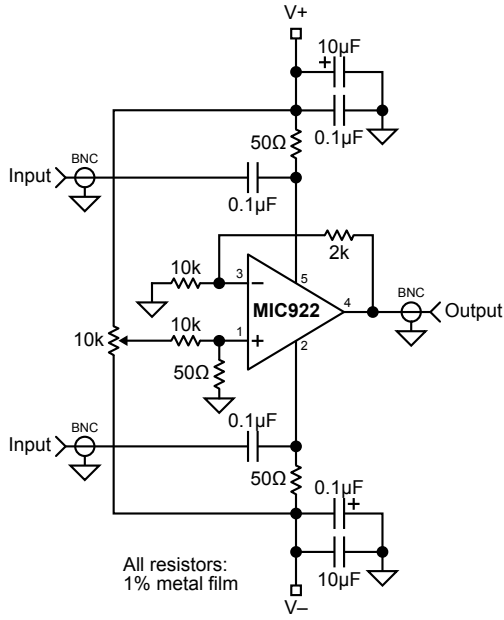 V+
10µF
+
0.1µF
50Ω
BNC
Input
0.1µF
2k
10k
3
5
−
MIC922
4
BNC
Output
10k
10k
1
+
2
50Ω
0.1µF
BNC
Input
50Ω
0.1µF
+
10µF
All resistors:
1% metal film
V–